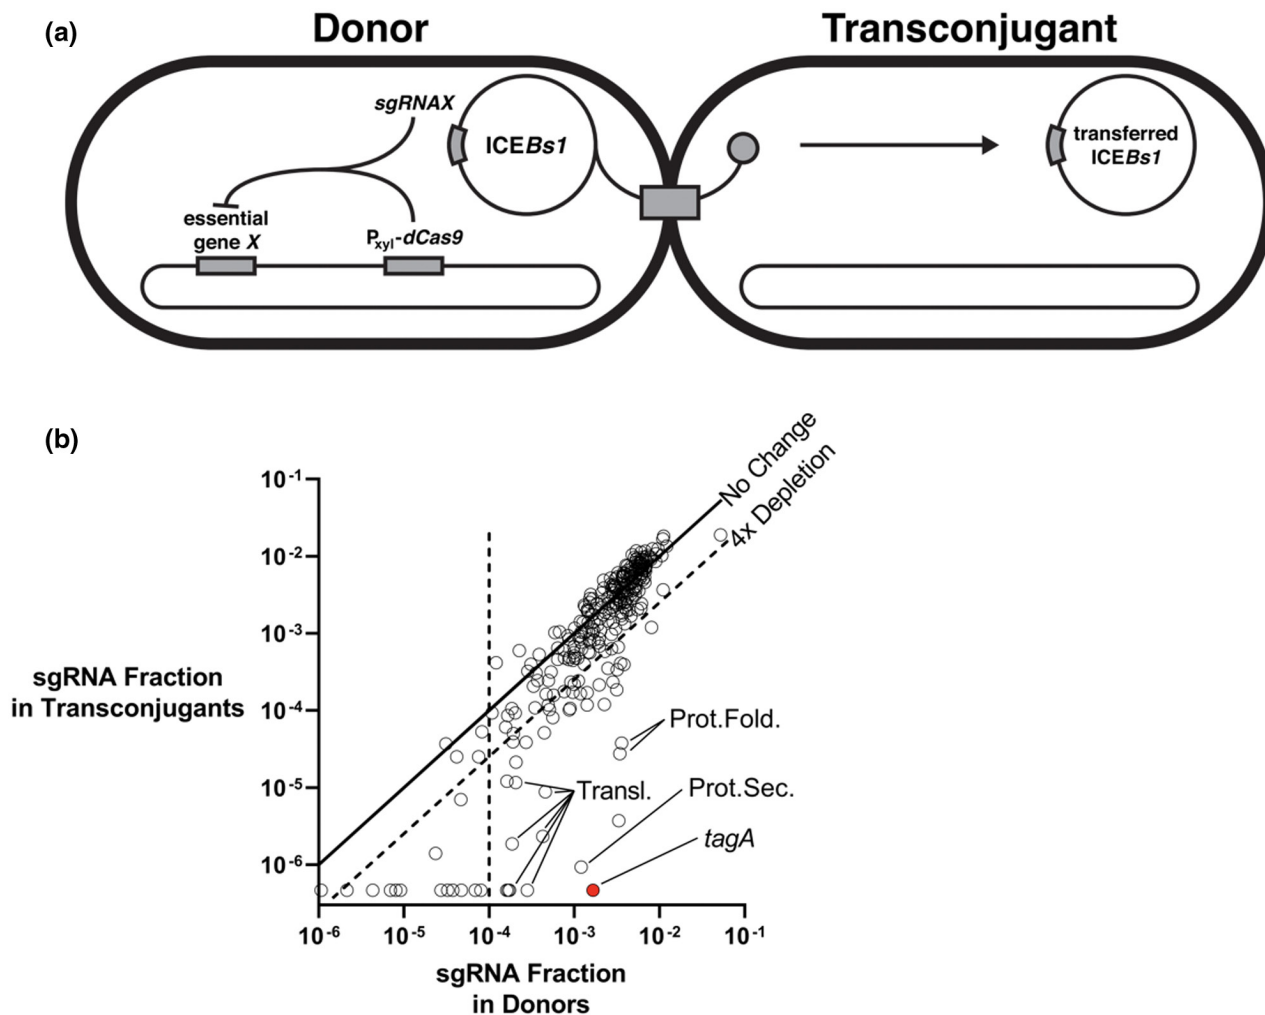 (a)
Donor
Transconjugant
sgRNAX
ICEBs1
transferred
ICEBs1
essential
gene X
Pxyl-dCas9
(b)
No Change
4x Depletion
10-1
10-2
10-3
10-4
10-5
10-6
sgRNA Fraction
in Transconjugants
Prot.Fold.
Transl.
Prot.Sec.
tagA
10-6
10-5
10-4
10-3
10-2
10-1
sgRNA Fraction
in Donors